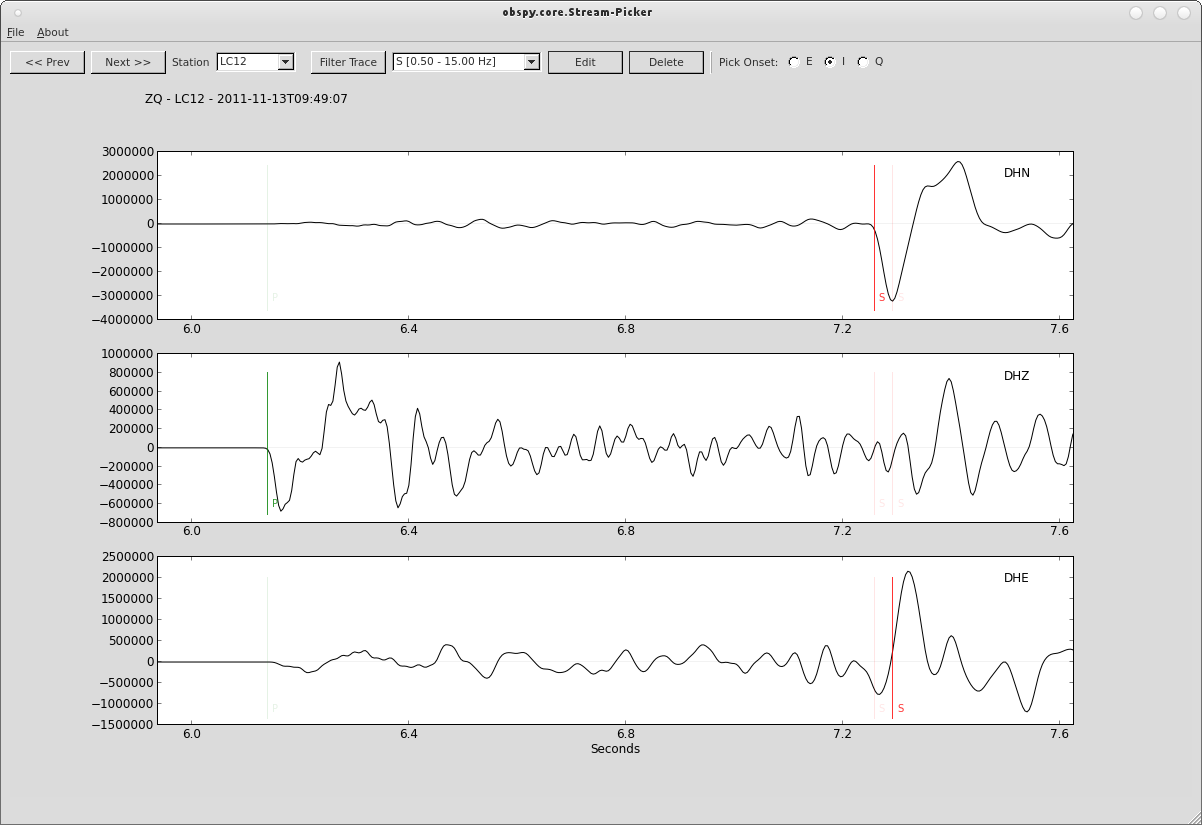 obspy.core.Stream-Picker
File About
<< Prev Next >> Station LC12 Filter Trace S [0.50 - 15.00 Hz] Edit Delete Pick Onset: E I Q
ZQ - LC12 - 2011-11-13T09:49:07
3000000
2000000
1000000
0
−1000000
−2000000
−3000000
−4000000
DHN
P
S
S
6.0 6.4 6.8 7.2 7.6
1000000
800000
600000
400000
200000
0
−200000
−400000
−600000
−800000
DHZ
P
S
S
6.0 6.4 6.8 7.2 7.6
2500000
2000000
1500000
1000000
500000
0
−500000
−1000000
−1500000
DHE
P
S
S
6.0 6.4 6.8 7.2 7.6
Seconds